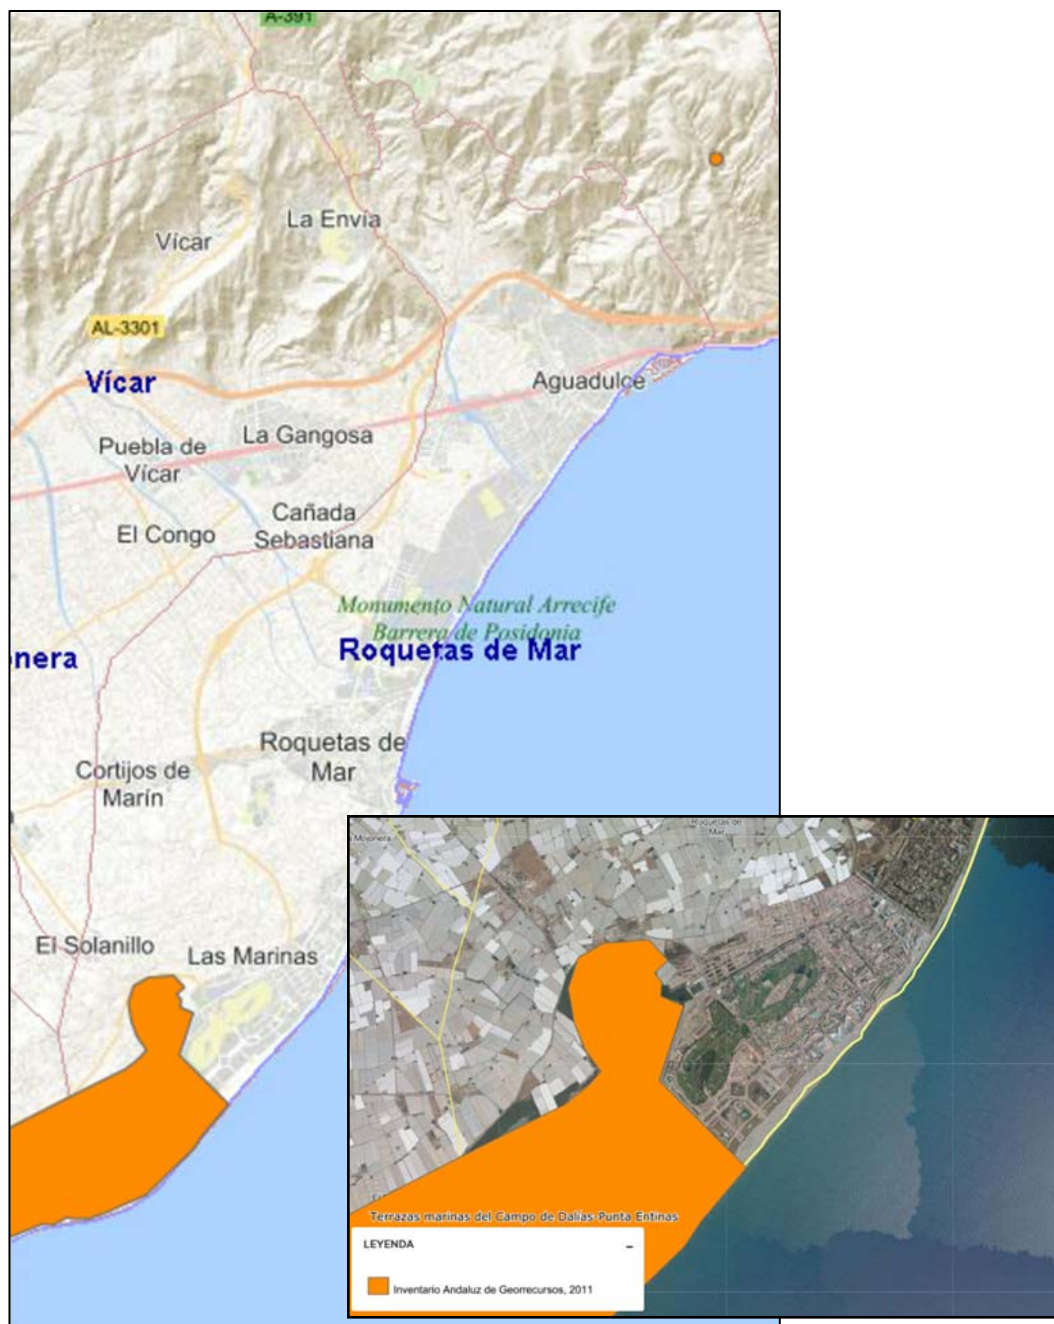 A-391
La Envía
Vícar
AL-3301
Vícar
Aguadulce
La Gangosa
Puebla de
Vícar
Cañada
Sebastiana
El Congo
Monumento Natural Arrecife
Barrera de Posidonia
Roquetas de Mar
onera
Roquetas de
Mar
Cortijos de
Marín
El Solanillo
Las Marinas
Roquetas de
Mar
Mojonera
Terrazas marinas del Campo de Dalías-Punta Entinas
LEYENDA
Inventario Andaluz de Georrecursos, 2011